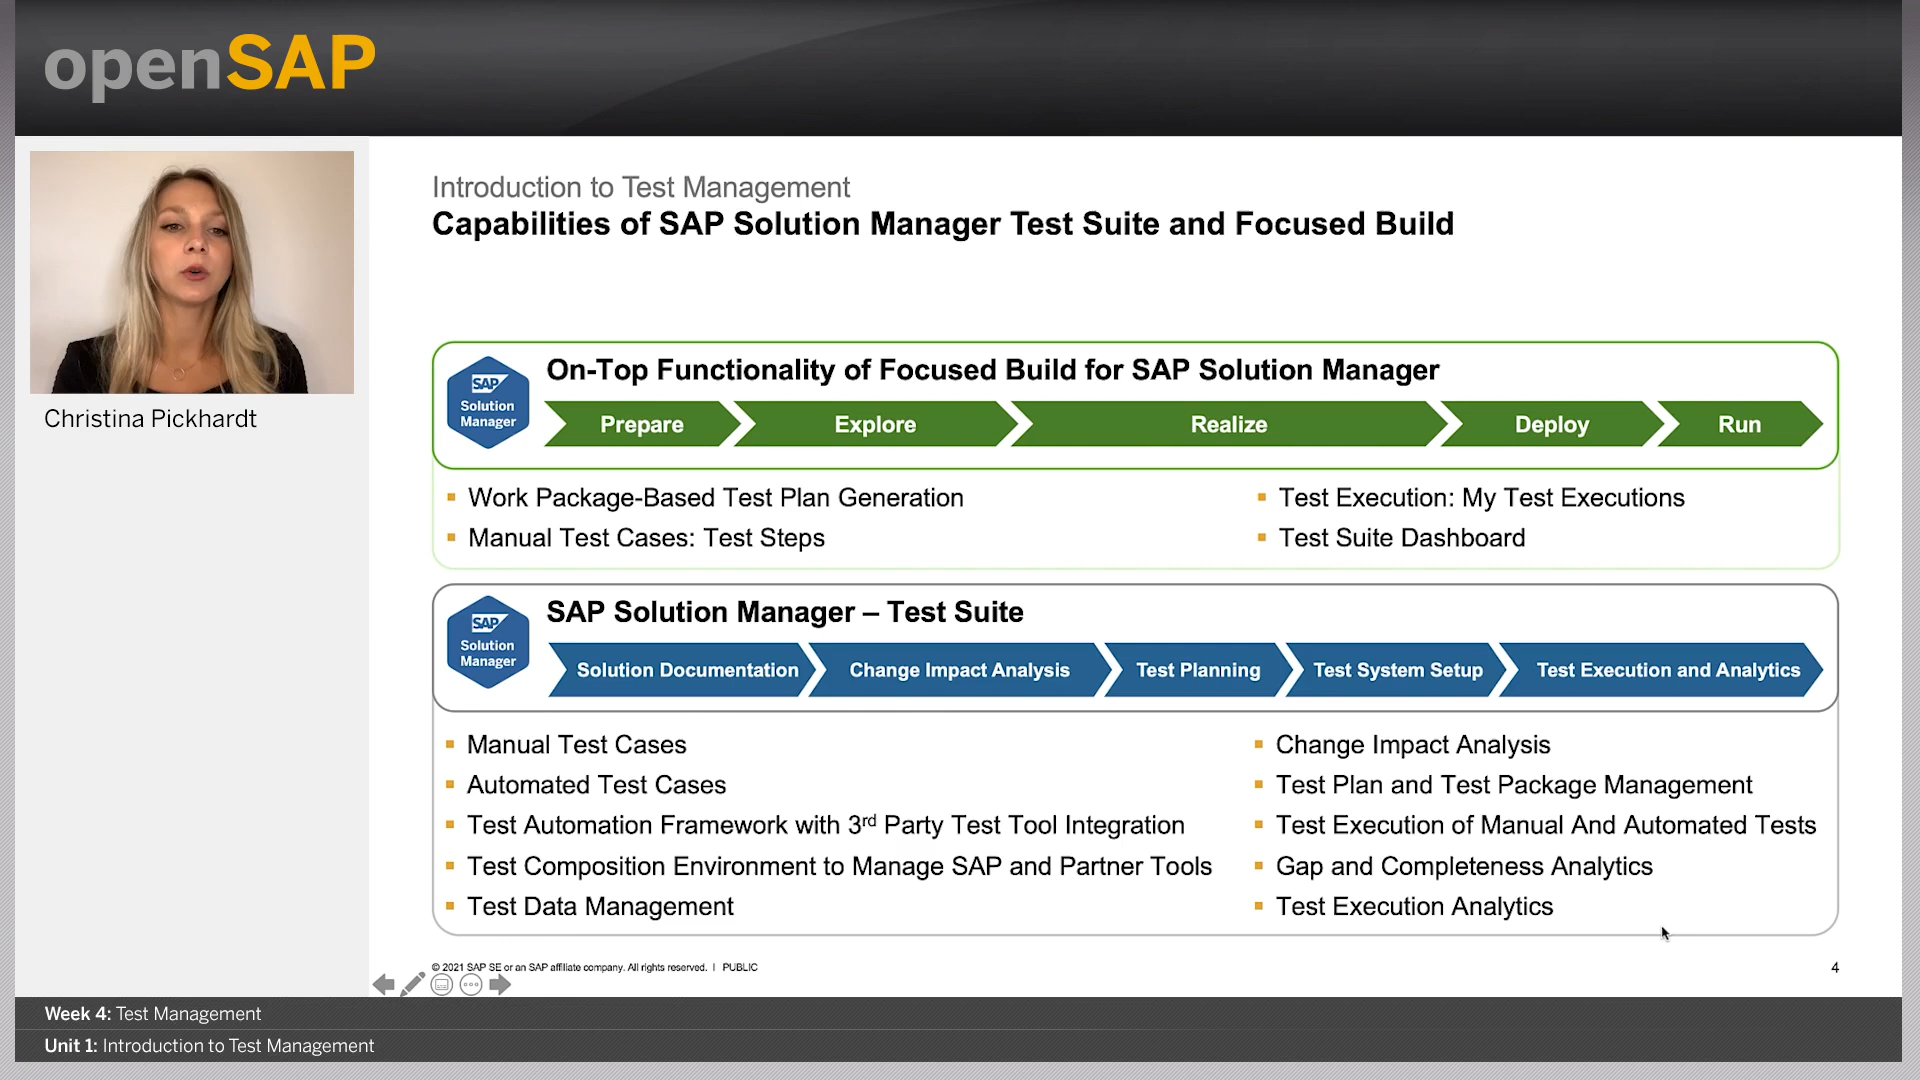 openSAP
Christina Pickhardt
Introduction to Test Management
Capabilities of SAP Solution Manager Test Suite and Focused Build
SAP
Solution
Manager
On-Top Functionality of Focused Build for SAP Solution Manager
Prepare
Explore
Realize
Deploy
Run
▪ Work Package-Based Test Plan Generation
▪ Manual Test Cases: Test Steps
▪ Test Execution: My Test Executions
▪ Test Suite Dashboard
SAP
Solution
Manager
SAP Solution Manager – Test Suite
Solution Documentation
Change Impact Analysis
Test Planning
Test System Setup
Test Execution and Analytics
▪ Manual Test Cases
▪ Automated Test Cases
▪ Test Automation Framework with 3rd Party Test Tool Integration
▪ Test Composition Environment to Manage SAP and Partner Tools
▪ Test Data Management
▪ Change Impact Analysis
▪ Test Plan and Test Package Management
▪ Test Execution of Manual And Automated Tests
▪ Gap and Completeness Analytics
▪ Test Execution Analytics
© 2021 SAP SE or an SAP affiliate company. All rights reserved. | PUBLIC
4
Week 4: Test Management
Unit 1: Introduction to Test Management